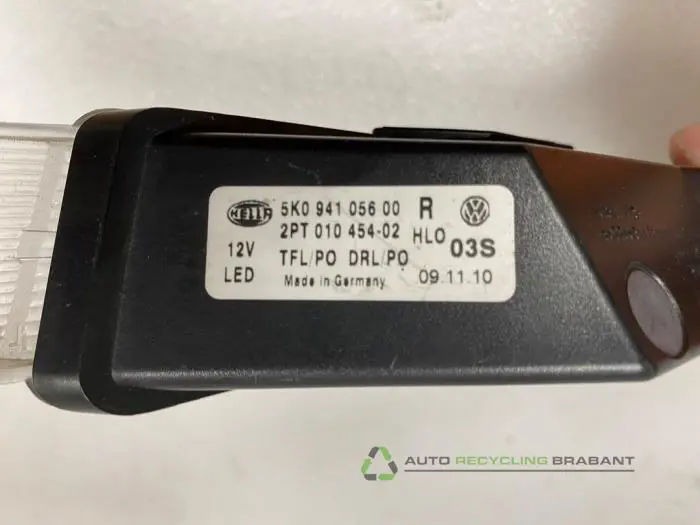 HELLA 5K0 941 056 00 R
2PT 010 454-02 HLO 03S
12V TFL/PO DRL/PO
LED Made in Germany 09.11.10
AUTO RECYCLING BRABANT